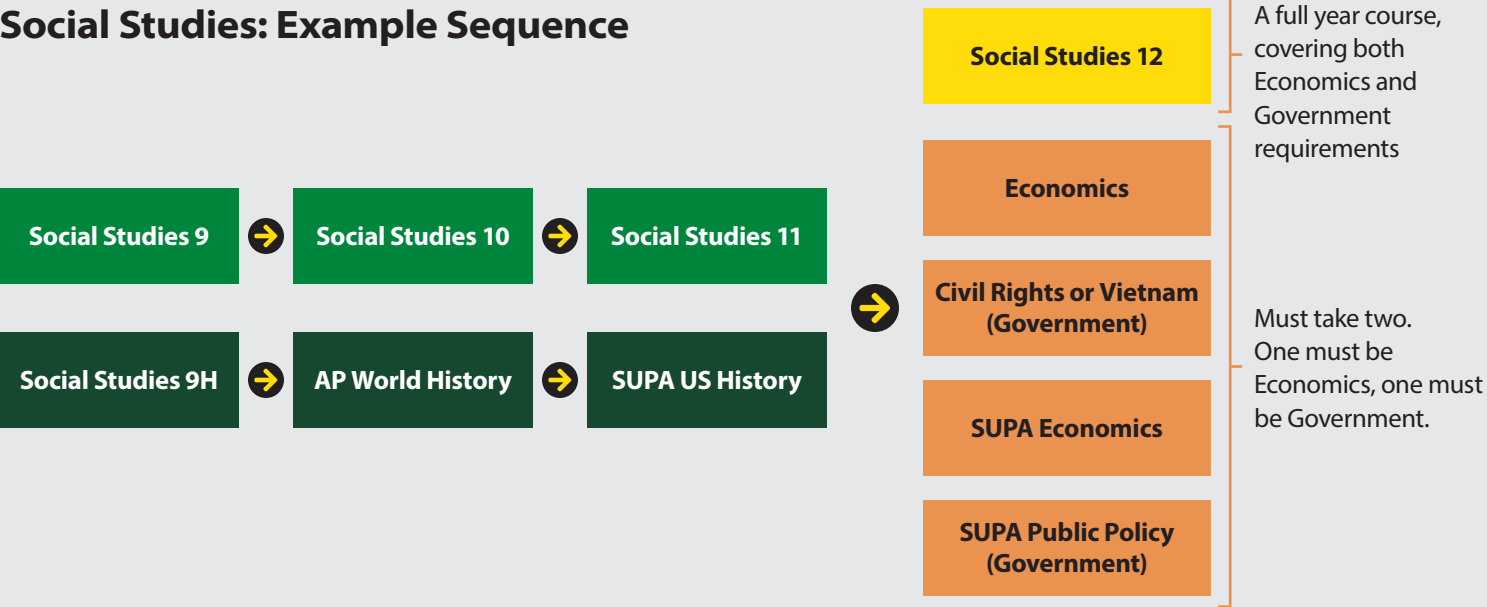 Social Studies: Example Sequence
Social Studies 9
Social Studies 10
Social Studies 11
Social Studies 9H
AP World History
SUPA US History
Social Studies 12
A full year course,
covering both
Economics and
Government
requirements
Economics
Civil Rights or Vietnam
(Government)
SUPA Economics
SUPA Public Policy
(Government)
Must take two.
One must be
Economics, one must
be Government.